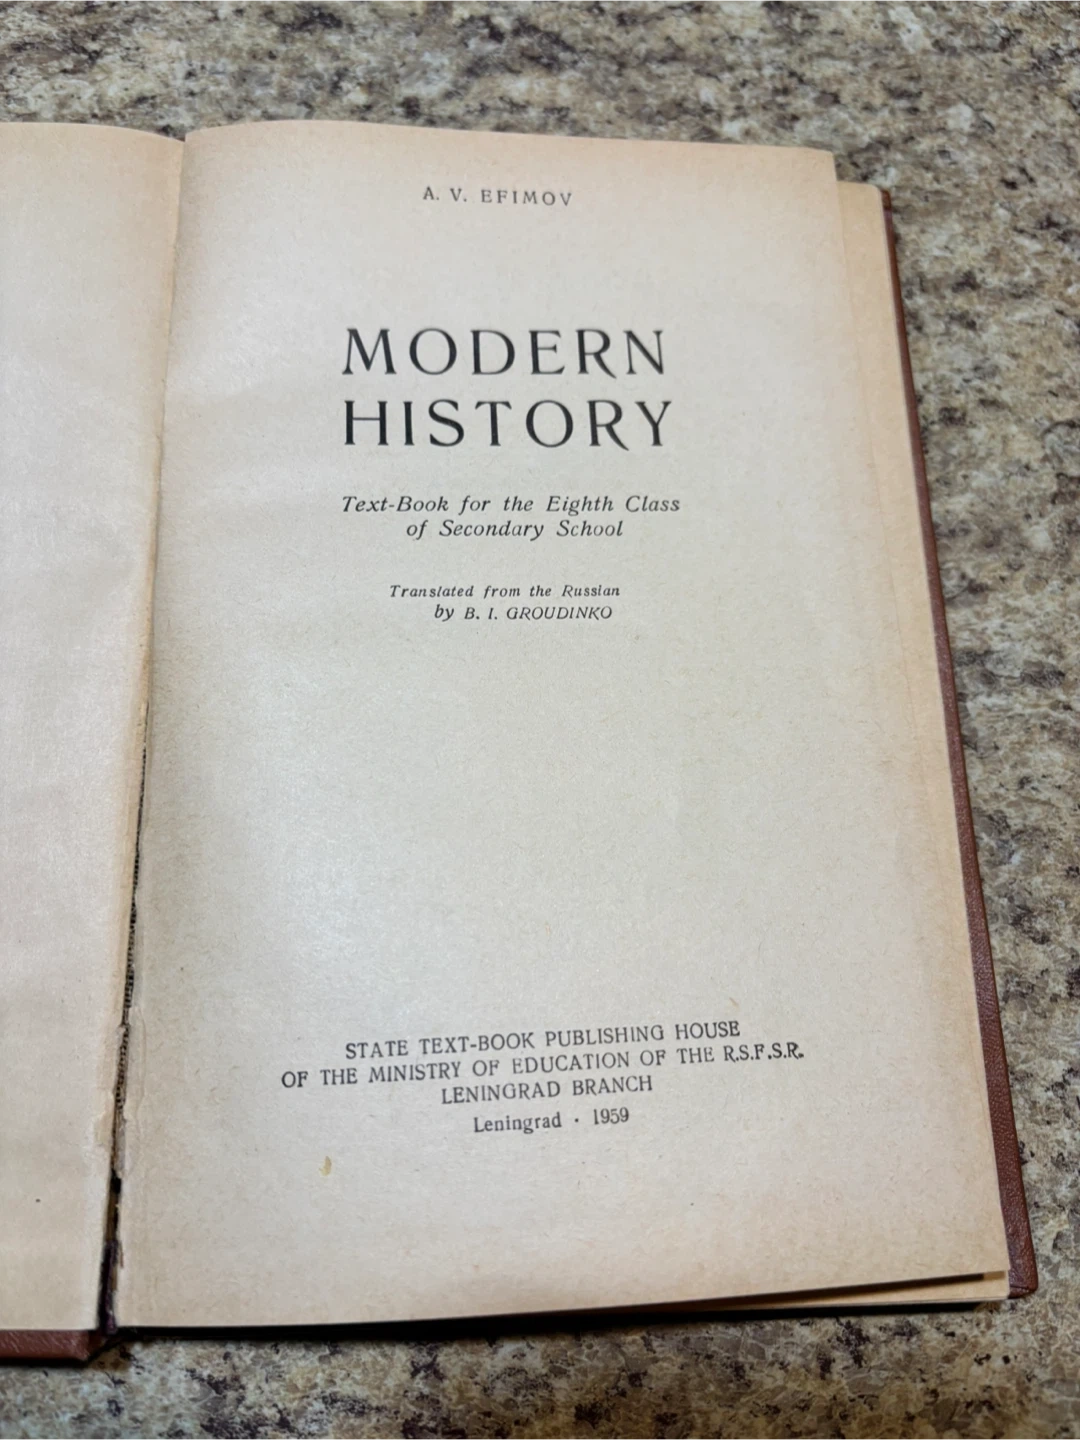 A. V. EFIMOV
MODERN
HISTORY
Text-Book for the Eighth Class
of Secondary School
Translated from the Russian
by B. I. GROUDINKO
STATE TEXT-BOOK PUBLISHING HOUSE
OF THE MINISTRY OF EDUCATION OF THE R.S.F.S.R.
LENINGRAD BRANCH
Leningrad · 1959